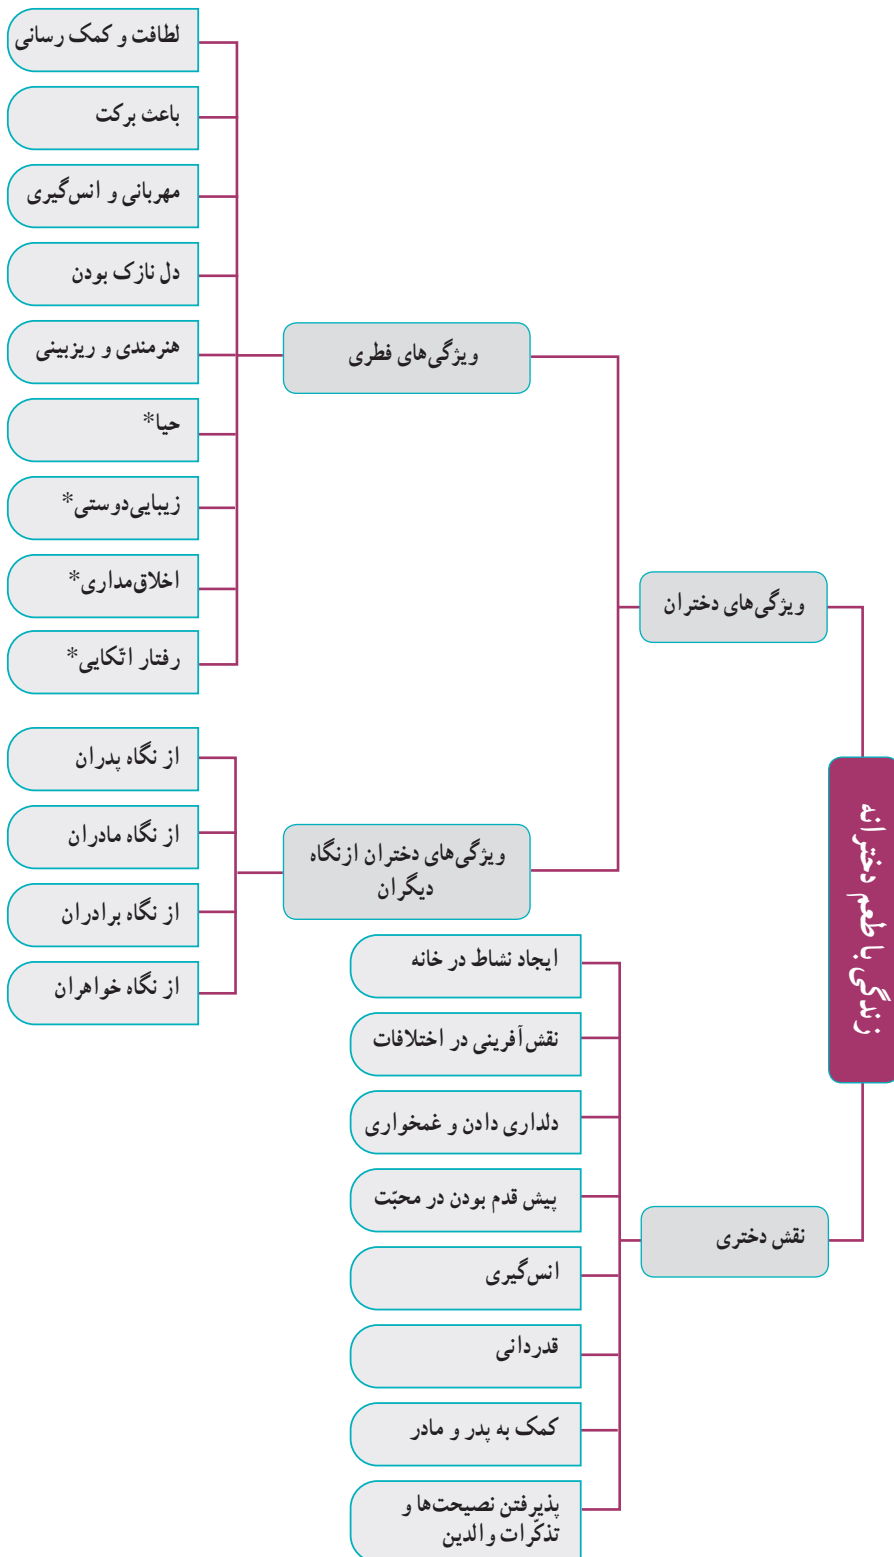 زندگی با طعم دخترانه
ویژگی‌های دختران
ویژگی‌های فطری
لطافت و کمک رسانی
باعث برکت
مهربانی و انس‌گیری
دل نازک بودن
هنرمندی و ریزبینی
حیا*
زیبایی‌دوستی*
اخلاق‌مداری*
رفتار اتّکایی*
ویژگی‌های دختران ازنگاه
دیگران
از نگاه پدران
از نگاه مادران
از نگاه برادران
از نگاه خواهران
نقش دختری
ایجاد نشاط در خانه
نقش‌آفرینی در اختلافات
دلداری دادن و غمخواری
پیش قدم بودن در محبّت
انس‌گیری
قدردانی
کمک به پدر و مادر
پذیرفتن نصیحت‌ها و
تذکّرات والدین